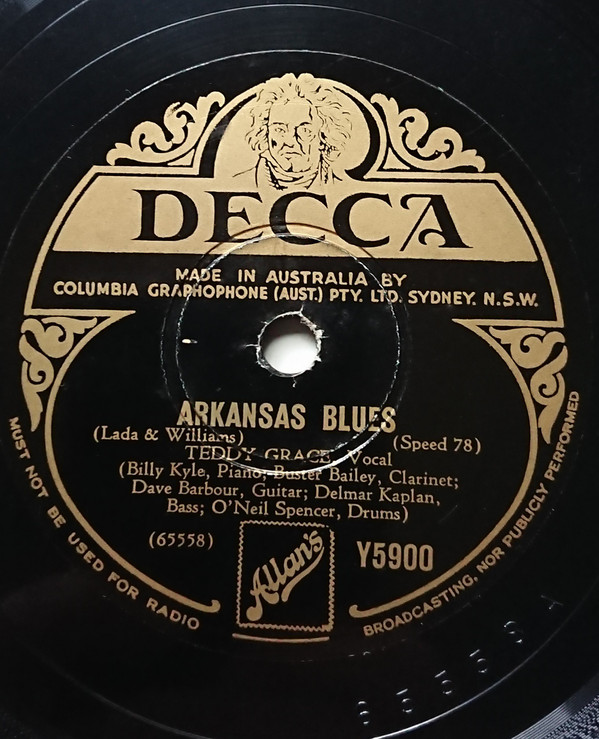 DECCA
MADE IN AUSTRALIA BY
COLUMBIA GRAPHOPHONE (AUST.) PTY. LTD. SYDNEY. N.S.W.
ARKANSAS BLUES
(Lada & Williams)
(Speed 78)
TEDDY GRACE, Vocal
(Billy Kyle, Piano; Buster Bailey, Clarinet;
Dave Barbour, Guitar; Delmar Kaplan,
Bass; O'Neil Spencer, Drums)
(65558)
Allan's
Y5900
MUST NOT BE USED FOR RADIO
BROADCASTING, NOR PUBLICLY PERFORMED
65558 A